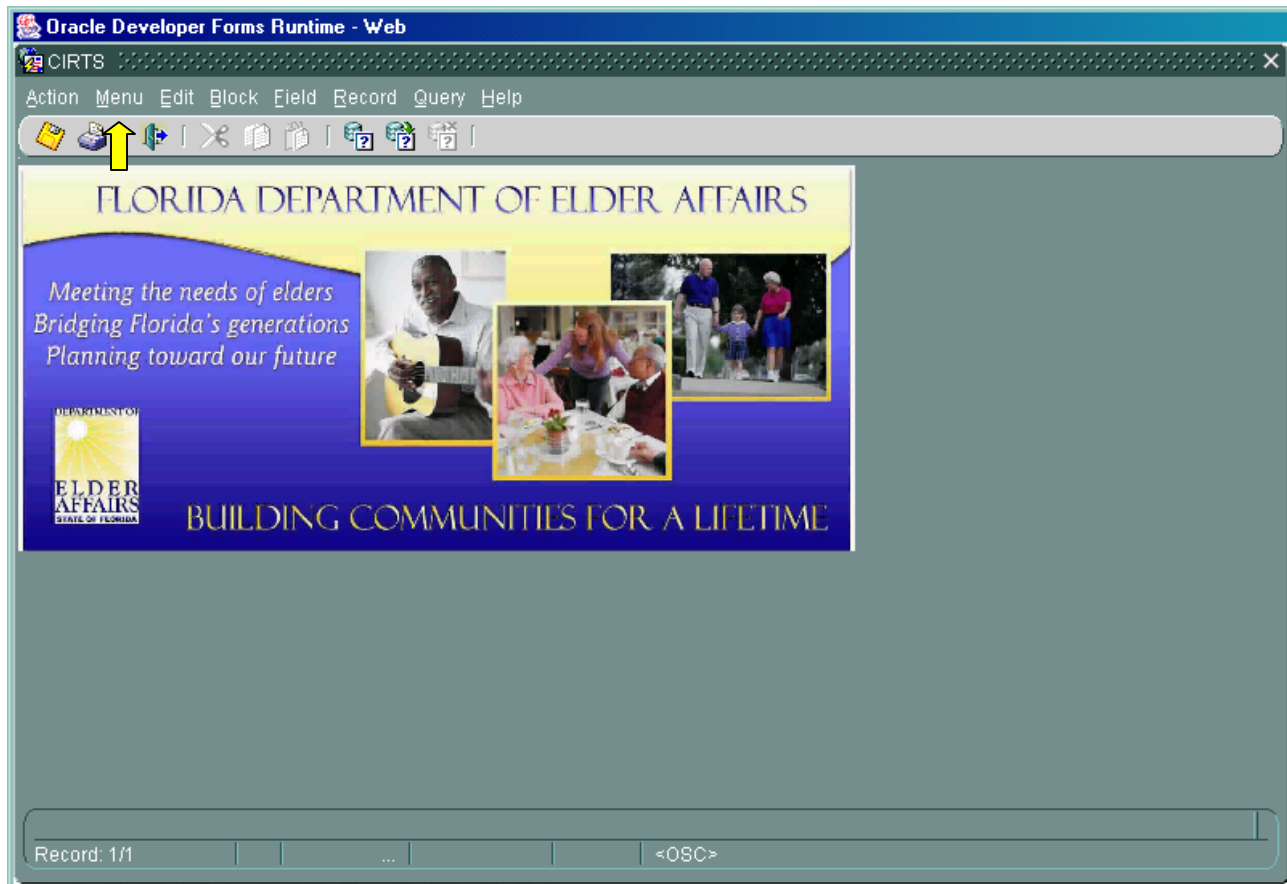 Oracle Developer Forms Runtime - Web
CIRTS
Action Menu Edit Block Field Record Query Help
FLORIDA DEPARTMENT OF ELDER AFFAIRS
Meeting the needs of elders
Bridging Florida's generations
Planning toward our future
DEPARTMENT OF
ELDER
AFFAIRS
STATE OF FLORIDA
BUILDING COMMUNITIES FOR A LIFETIME
Record: 1/1 ... <OSC>